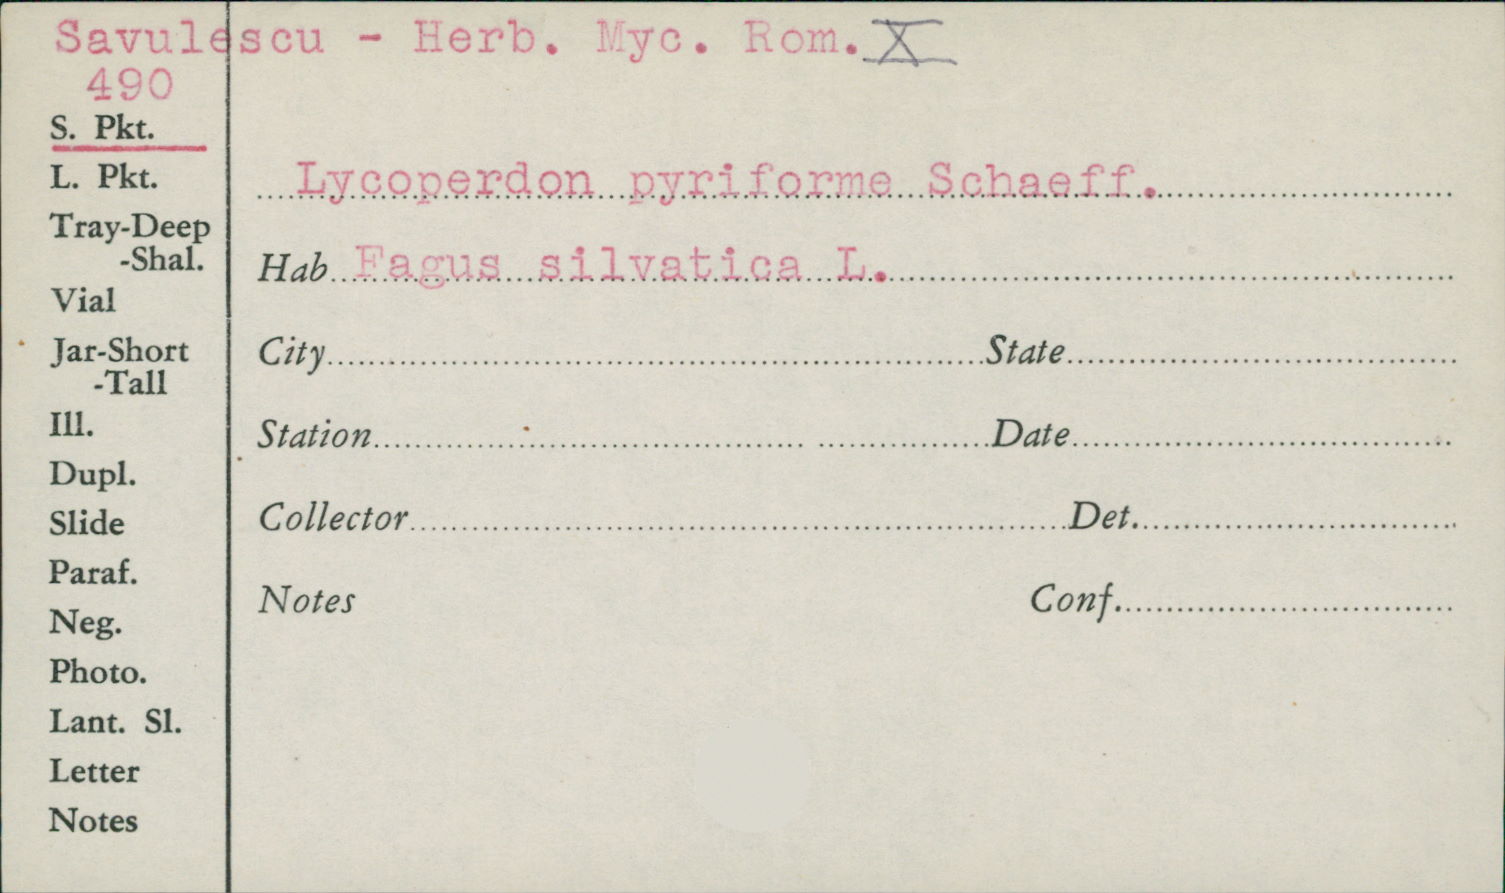 Savulescu - Herb. Myc. Rom. X
490
S. Pkt.
L. Pkt.
Tray-Deep
-Shal.
Vial
Jar-Short
-Tall
Ill.
Dupl.
Slide
Paraf.
Neg.
Photo.
Lant. Sl.
Letter
Notes
Lycoperdon pyriforme Schaeff.
Hab Fagus silvatica L.
City State
Station Date
Collector Det.
Notes Conf.